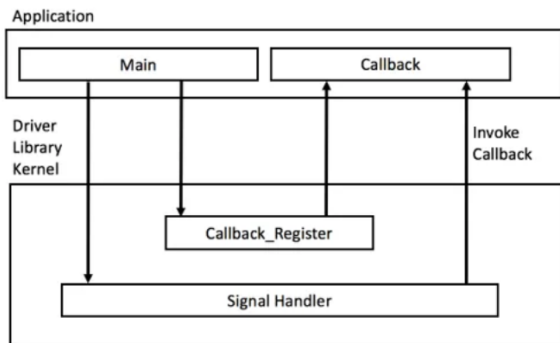 Application
Main
Callback
Driver
Library
Kernel
Invoke
Callback
Callback_Register
Signal Handler